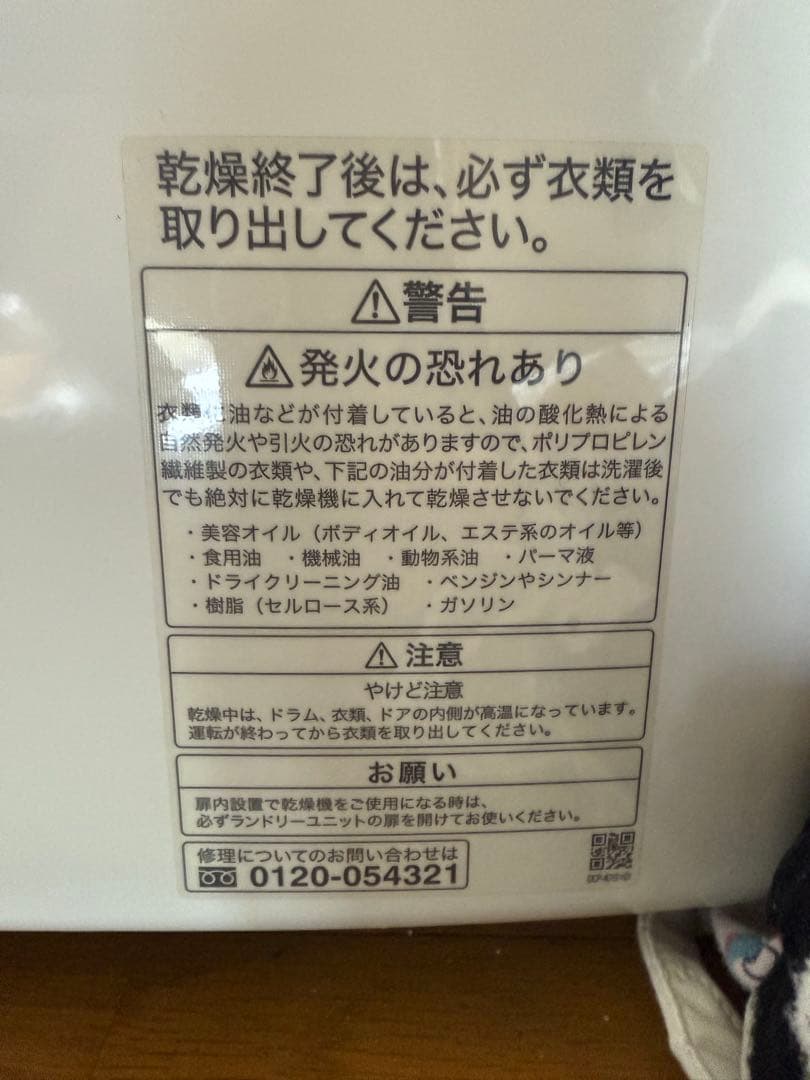 乾燥終了後は、必ず衣類を
取り出してください。
⚠警告
発火の恐れあり
衣類に油などが付着していると、油の酸化熱による
自然発火や引火の恐れがありますので、ポリプロピレン
繊維製の衣類や、下記の油分が付着した衣類は洗濯後
でも絶対に乾燥機に入れて乾燥させないでください。
・美容オイル（ボディオイル、エステ系のオイル等）
・食用油 ・機械油 ・動物系油 ・パーマ液
・ドライクリーニング油 ・ベンジンやシンナー
・樹脂（セルロース系） ・ガソリン
⚠注意
やけど注意
乾燥中は、ドラム、衣類、ドアの内側が高温になっています。
運転が終わってから衣類を取り出してください。
お願い
扉内設置で乾燥機をご使用になる時は、
必ずランドリーユニットの扉を開けてお使いください。
修理についてのお問い合わせは
0120-054321